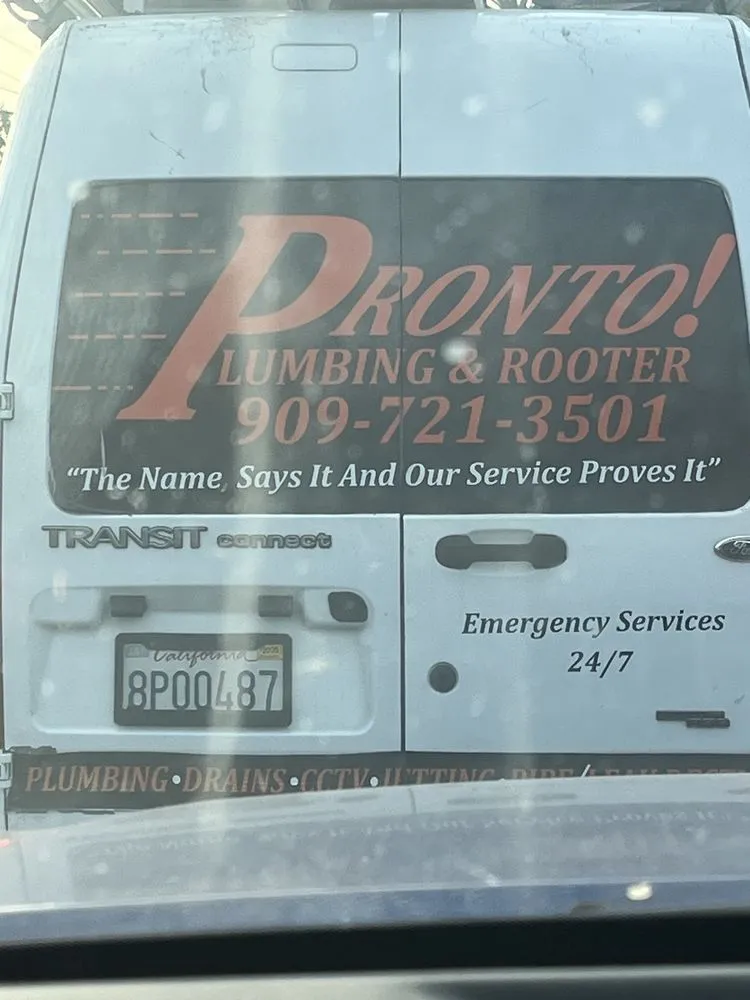 PRONTO!
PLUMBING & ROOTER
909-721-3501
"The Name Says It And Our Service Proves It"
TRANSIT connect
Emergency Services
24/7
California
8P00487
PLUMBING • DRAINS • CCTV • JETTING